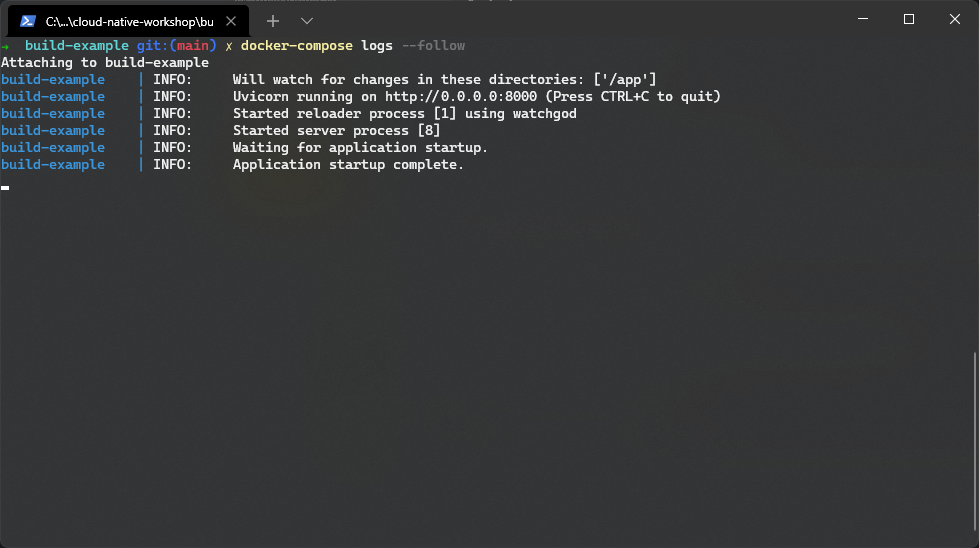 C:\...\cloud-native-workshop\bu
→ build-example git:(main) ✗ docker-compose logs --follow
Attaching to build-example
build-example    | INFO:     Will watch for changes in these directories: ['/app']
build-example    | INFO:     Uvicorn running on http://0.0.0.0:8000 (Press CTRL+C to quit)
build-example    | INFO:     Started reloader process [1] using watchgod
build-example    | INFO:     Started server process [8]
build-example    | INFO:     Waiting for application startup.
build-example    | INFO:     Application startup complete.